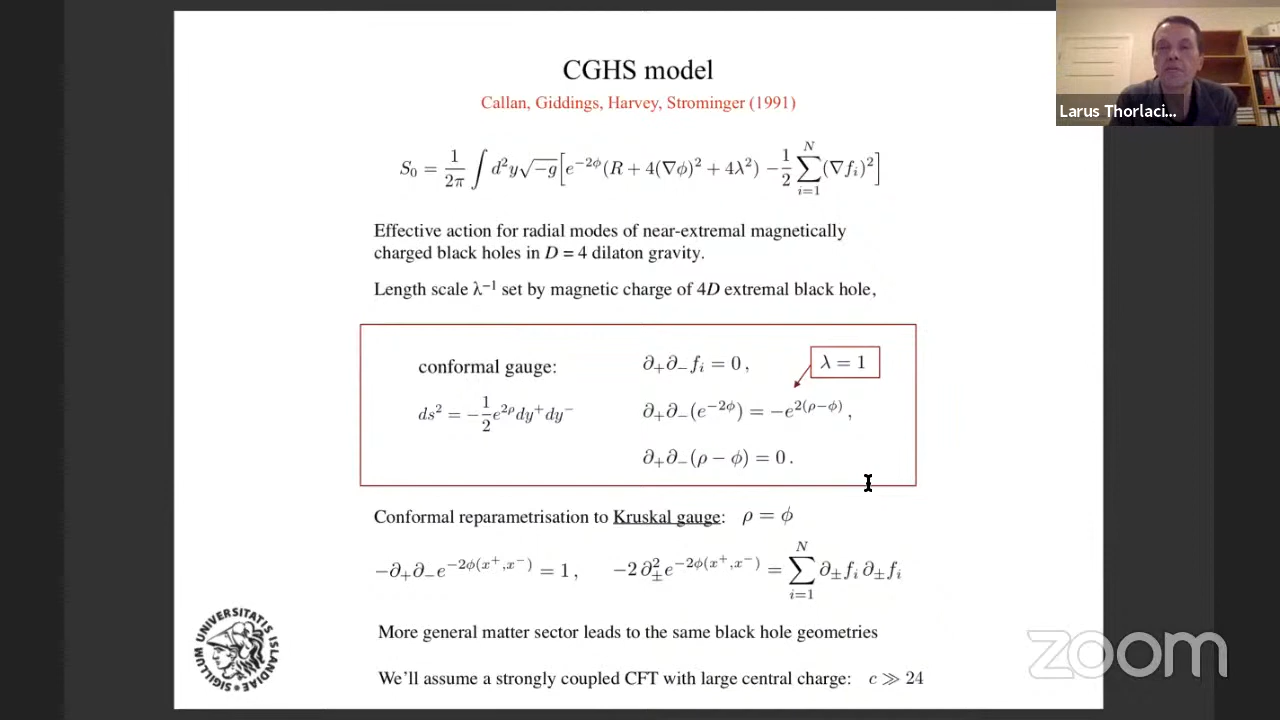 CGHS model
Callan, Giddings, Harvey, Strominger (1991)
Larus Thorlaci...
S₀ = 1/2π ∫ d²y√−g[e^{−2ϕ}(R + 4(∇ϕ)² + 4λ²) − 1/2 ∑_{i=1}^{N} (∇f_i)²]
Effective action for radial modes of near-extremal magnetically
charged black holes in D = 4 dilaton gravity.
Length scale λ⁻¹ set by magnetic charge of 4D extremal black hole,
conformal gauge:
ds² = −1/2 e^{2ρ}dy⁺dy⁻
∂₊∂₋f_i = 0 ,
λ = 1
∂₊∂₋(e^{−2ϕ}) = −e^{2(ρ−ϕ)} ,
∂₊∂₋(ρ − ϕ) = 0 .
Conformal reparametrisation to Kruskal gauge: ρ = ϕ
−∂₊∂₋e^{−2ϕ(x⁺,x⁻)} = 1 , −2 ∂²_± e^{−2ϕ(x⁺,x⁻)} = ∑_{i=1}^{N} ∂_±f_i ∂_±f_i
More general matter sector leads to the same black hole geometries
We'll assume a strongly coupled CFT with large central charge: c ≫ 24
SIGILLUM UNIVERSITATIS ISLANDIAE
zoom